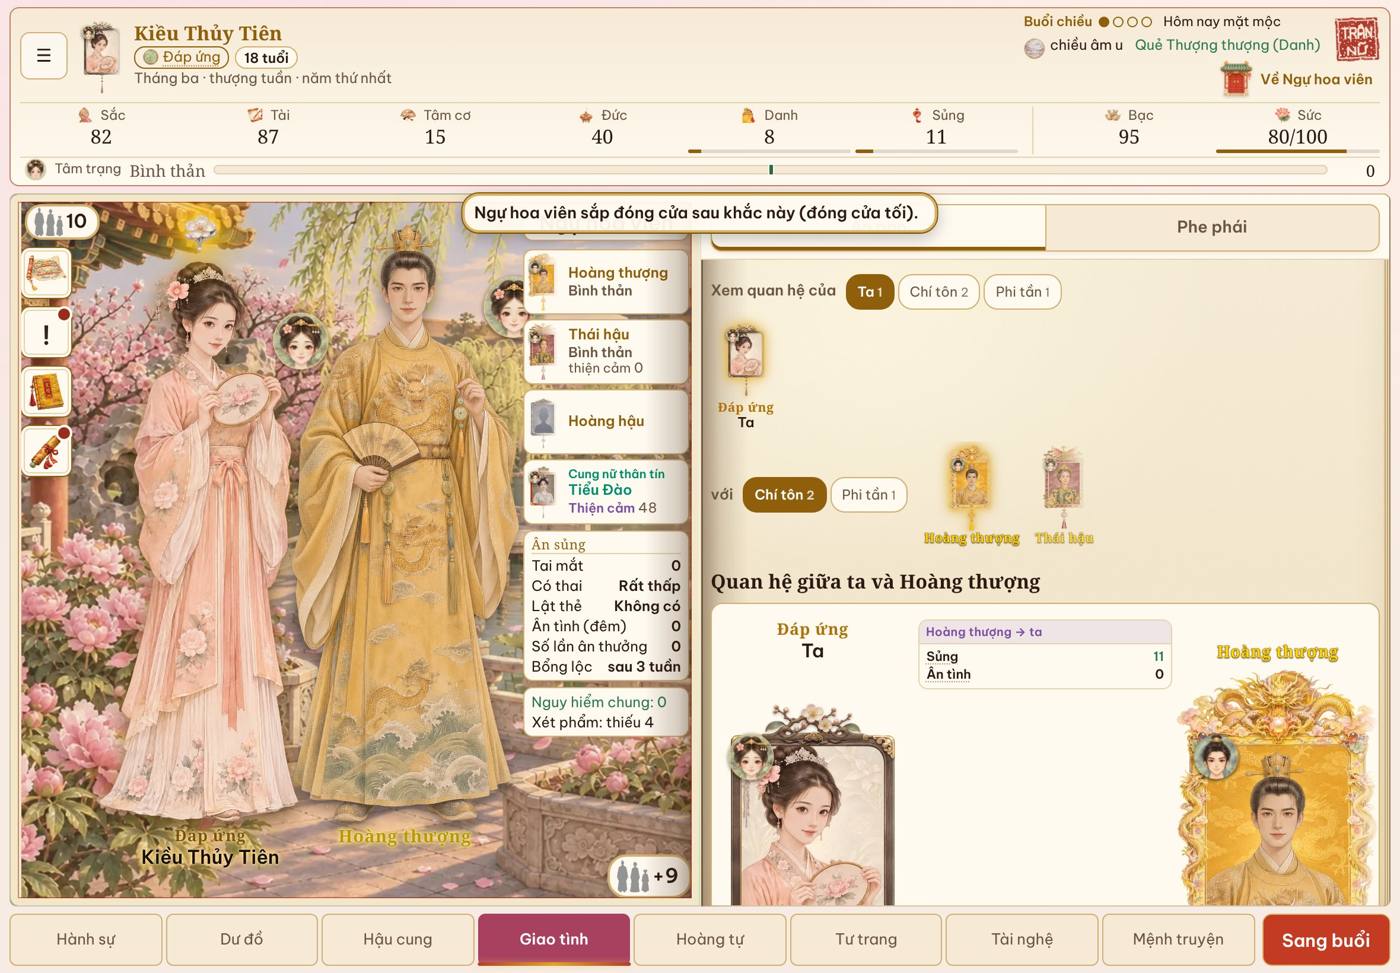 Kiều Thủy Tiên
Đáp ứng
18 tuổi
Tháng ba · thượng tuần · năm thứ nhất
Buổi chiều
Hôm nay mặt mộc
chiều âm u
Quẻ Thượng thượng (Danh)
TRÂN NỮ
Về Ngự hoa viên
Sắc
82
Tài
87
Tâm cơ
15
Đức
40
Danh
8
Sủng
11
Bạc
95
Sức
80/100
Tâm trạng
Bình thản
0
Ngự hoa viên sắp đóng cửa sau khắc này (đóng cửa tối).
10
!
Hoàng thượng
Bình thản
Thái hậu
Bình thản
thiện cảm 0
Hoàng hậu
Cung nữ thân tín
Tiểu Đào
Thiện cảm 48
Ân sủng
Tai mắt 0
Có thai Rất thấp
Lật thẻ Không có
Ân tình (đêm) 0
Số lần ân thưởng 0
Bổng lộc sau 3 tuần
Nguy hiểm chung: 0
Xét phẩm: thiếu 4
Đáp ứng
Kiều Thủy Tiên
Hoàng thượng
+9
Phe phái
Xem quan hệ của
Ta 1
Chí tôn 2
Phi tần 1
Đáp ứng
Ta
với
Chí tôn 2
Phi tần 1
Hoàng thượng
Thái hậu
Quan hệ giữa ta và Hoàng thượng
Đáp ứng
Ta
Hoàng thượng → ta
Sủng 11
Ân tình 0
Hoàng thượng
Hành sự
Dư đồ
Hậu cung
Giao tình
Hoàng tự
Tư trang
Tài nghệ
Mệnh truyện
Sang buổi